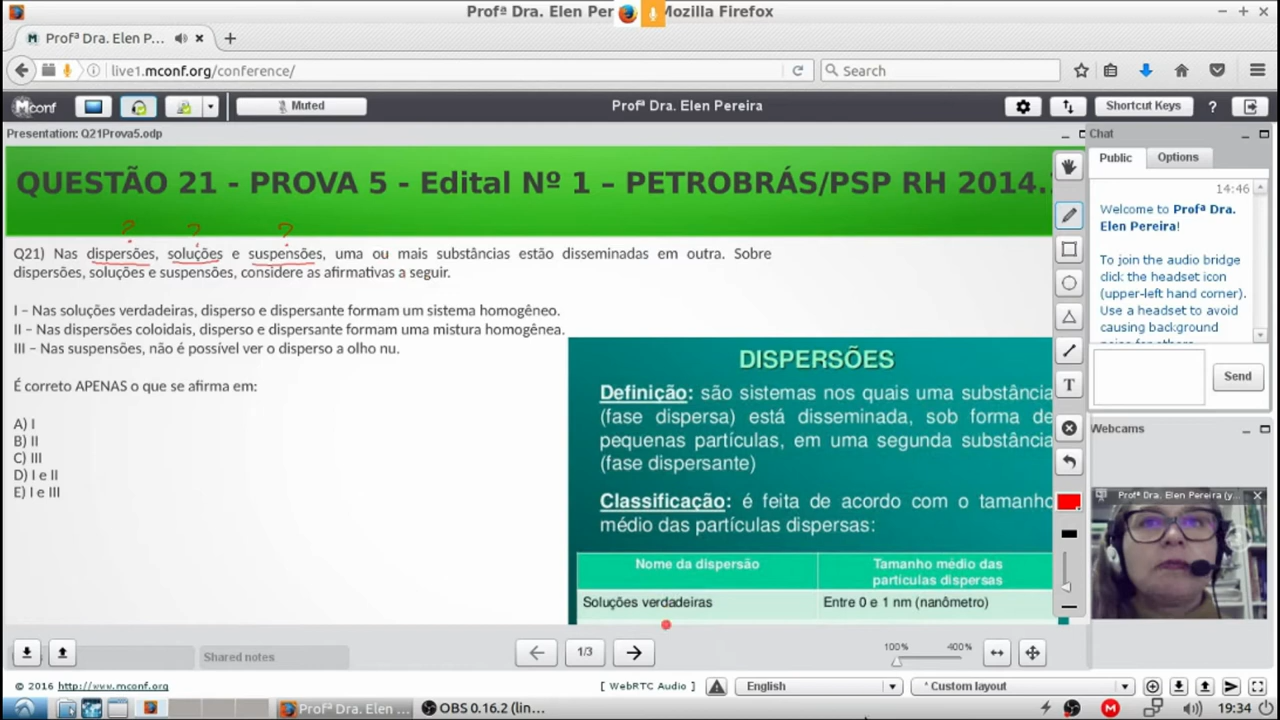 Profª Dra. Elen Per Mozilla Firefox
Profª Dra. Elen P...
live1.mconf.org/conference/
Search
Mconf
Muted
Profª Dra. Elen Pereira
Shortcut Keys
?
Presentation: Q21Prova5.odp
QUESTÃO 21 - PROVA 5 - Edital Nº 1 – PETROBRÁS/PSP RH 2014.
? ? ?
Q21) Nas dispersões, soluções e suspensões, uma ou mais substâncias estão disseminadas em outra. Sobre
dispersões, soluções e suspensões, considere as afirmativas a seguir.
I – Nas soluções verdadeiras, disperso e dispersante formam um sistema homogêneo.
II – Nas dispersões coloidais, disperso e dispersante formam uma mistura homogênea.
III – Nas suspensões, não é possível ver o disperso a olho nu.
É correto APENAS o que se afirma em:
A) I
B) II
C) III
D) I e II
E) I e III
DISPERSÕES
Definição: são sistemas nos quais uma substância
(fase dispersa) está disseminada, sob forma de
pequenas partículas, em uma segunda substância
(fase dispersante)
Classificação: é feita de acordo com o tamanho
médio das partículas dispersas:
Nome da dispersão
Tamanho médio das
partículas dispersas
Soluções verdadeiras
Entre 0 e 1 nm (nanômetro)
T
Chat
Public
Options
14:46
Welcome to Profª Dra.
Elen Pereira!
To join the audio bridge
click the headset icon
(upper-left hand corner).
Use a headset to avoid
causing background
Send
Webcams
Profª Dra. Elen Pereira (y...
Shared notes
1/3
100%
400%
© 2016 http://www.mconf.org
[ WebRTC Audio ]
English
* Custom layout
Profª Dra. Elen ...
OBS 0.16.2 (lin...
M
19:34